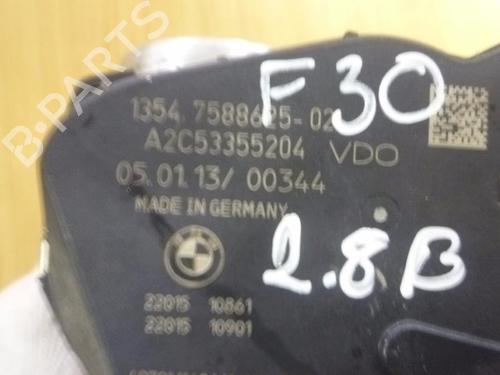 1354.7588625-02
F30
A2C53355204 VDO
05.01.13/ 00344
MADE IN GERMANY
BMW
2.8B
22015 10861
22015 10901
B-PARTS